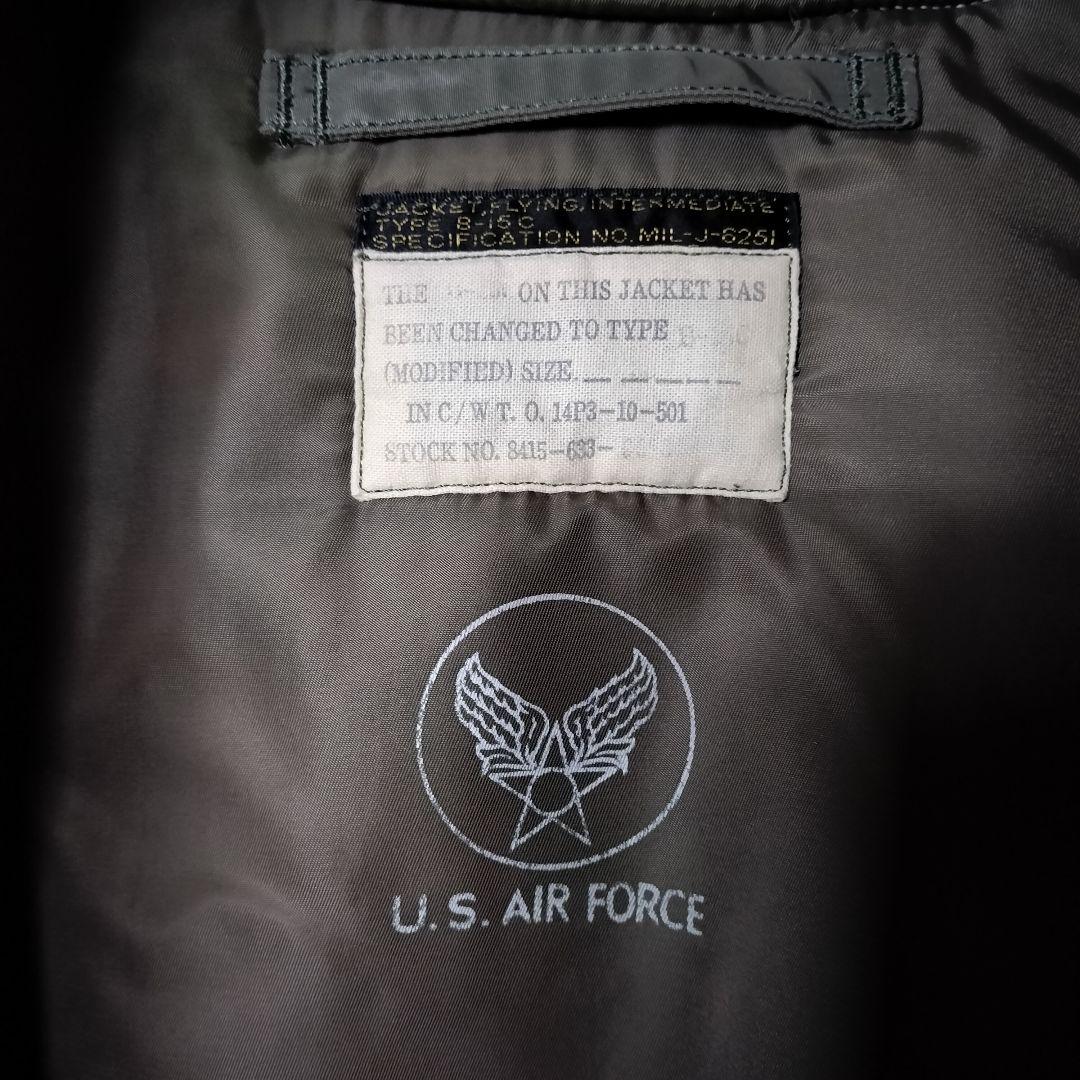 JACKET, FLYING, INTERMEDIATE
TYPE B-15C
SPECIFICATION NO. MIL-J-6251
THE ON THIS JACKET HAS
BEEN CHANGED TO TYPE
(MODIFIED) SIZE. — — — — —
IN C/W T. O. 14P3-10-501
STOCK NO. 8415-633-
U.S. AIR FORCE